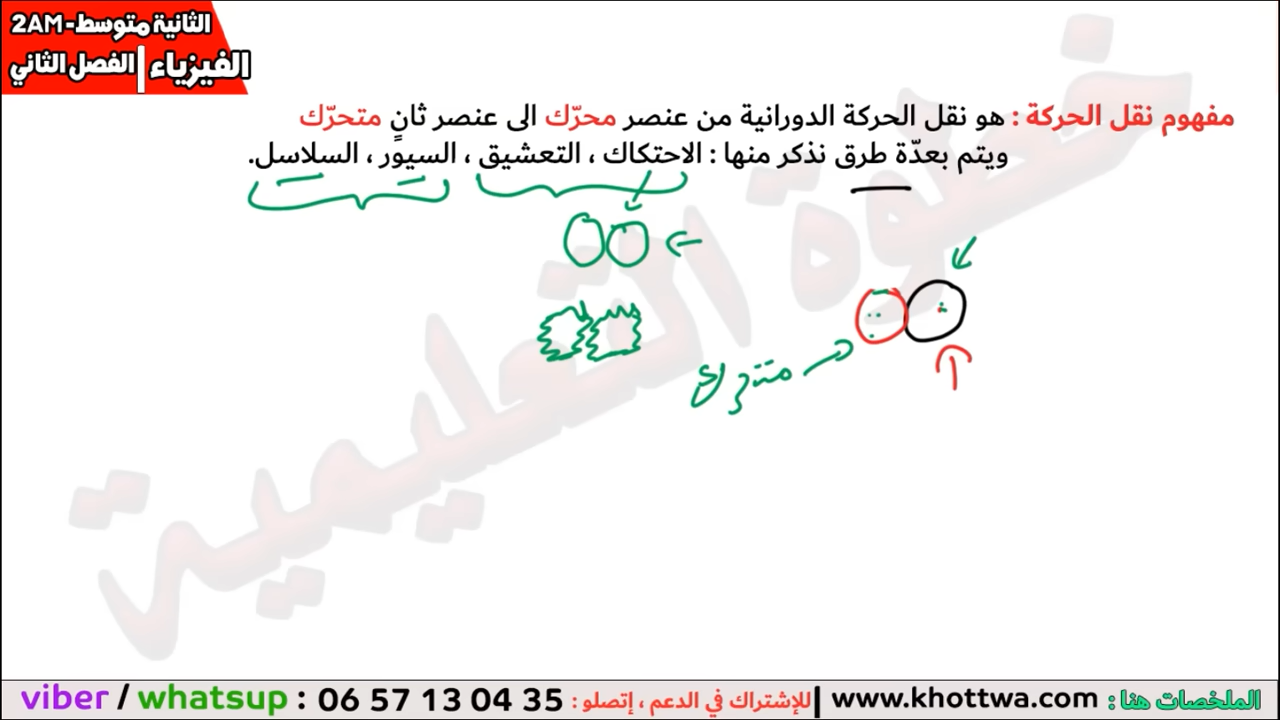 الثانية متوسط-2AM
الفيزياء | الفصل الثاني
مفهوم نقل الحركة : هو نقل الحركة الدورانية من عنصر محرّك الى عنصر ثانٍ متحرّك
ويتم بعدّة طرق نذكر منها : الاحتكاك ، التعشيق ، السيور ، السلاسل.
متحرك
خطوة التعليمية
الملخصات هنا : www.khottwa.com | للإشتراك في الدعم ، إتصلو : 06 57 13 04 35 : viber / whatsup